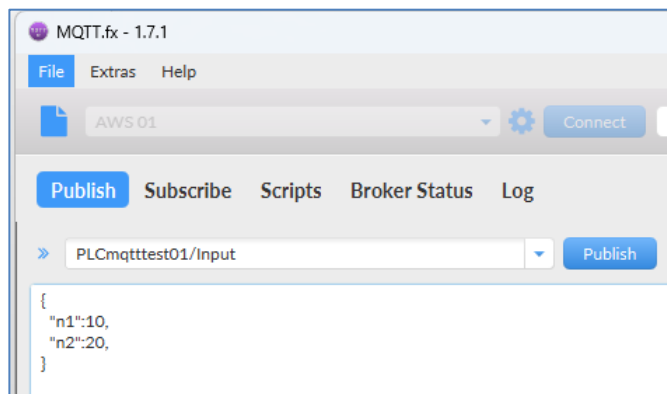 MQTT.fx - 1.7.1
File Extras Help
AWS 01 Connect
Publish Subscribe Scripts Broker Status Log
» PLCmqtttest01/Input Publish
{
"n1":10,
"n2":20,
}